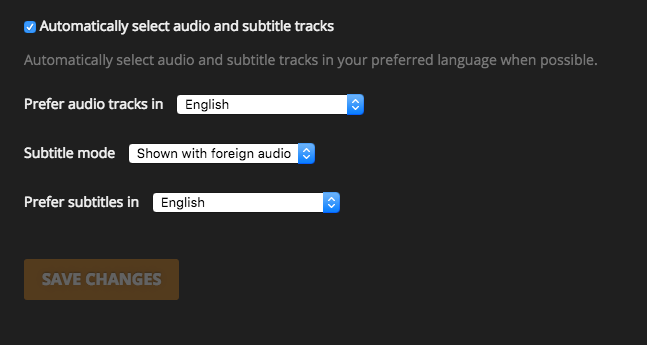 Automatically select audio and subtitle tracks
Automatically select audio and subtitle tracks in your preferred language when possible.
Prefer audio tracks in English
Subtitle mode Shown with foreign audio
Prefer subtitles in English
SAVE CHANGES